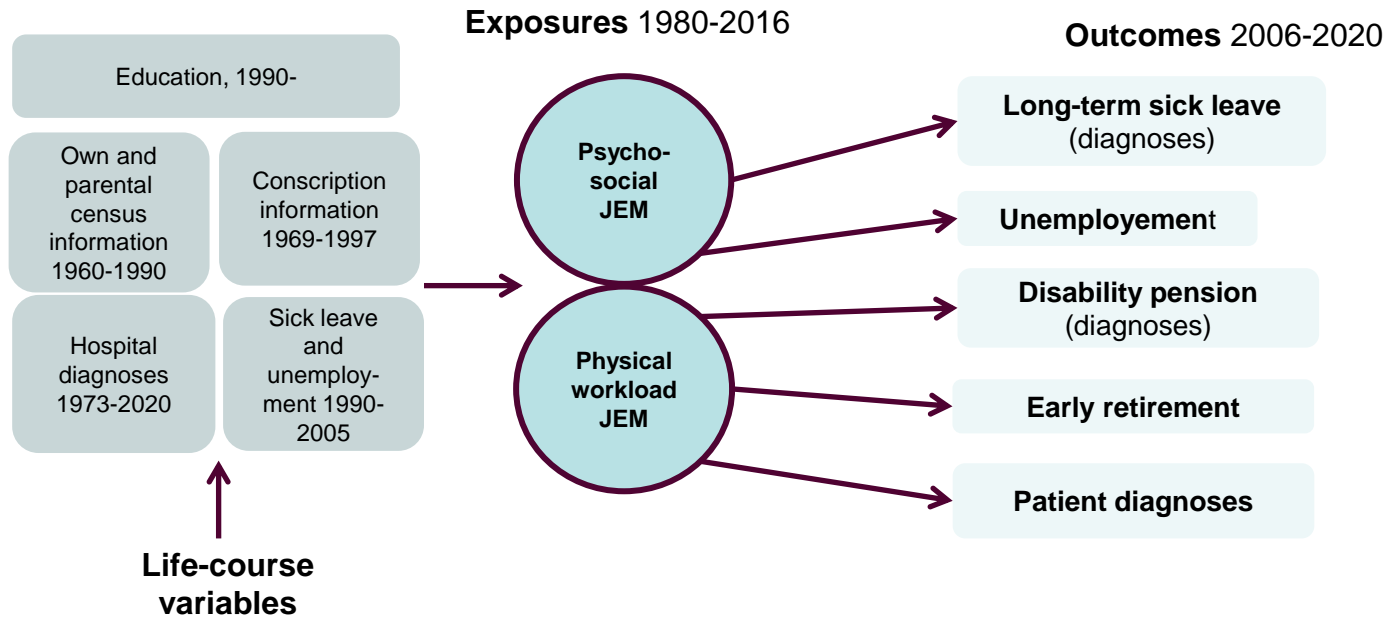 Exposures 1980-2016
Outcomes 2006-2020
Education, 1990-
Own and
parental
census
information
1960-1990
Conscription
information
1969-1997
Hospital
diagnoses
1973-2020
Sick leave
and
unemploy-
ment 1990-
2005
Life-course
variables
Psycho-
social
JEM
Physical
workload
JEM
Long-term sick leave
(diagnoses)
Unemployement
Disability pension
(diagnoses)
Early retirement
Patient diagnoses